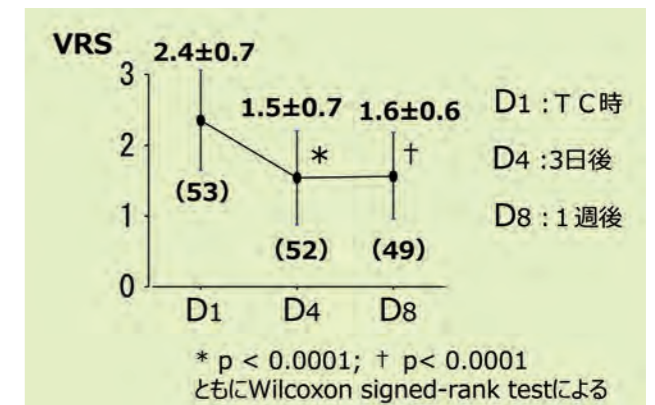 VRS
2.4±0.7
3
1.5±0.7 1.6±0.6
D1 :ＴＣ時
2
*
†
D4 :3日後
(53)
1
D8 :１週後
(52) (49)
0
D1 D4 D8
* p < 0.0001; † p< 0.0001
ともにWilcoxon signed-rank testによる